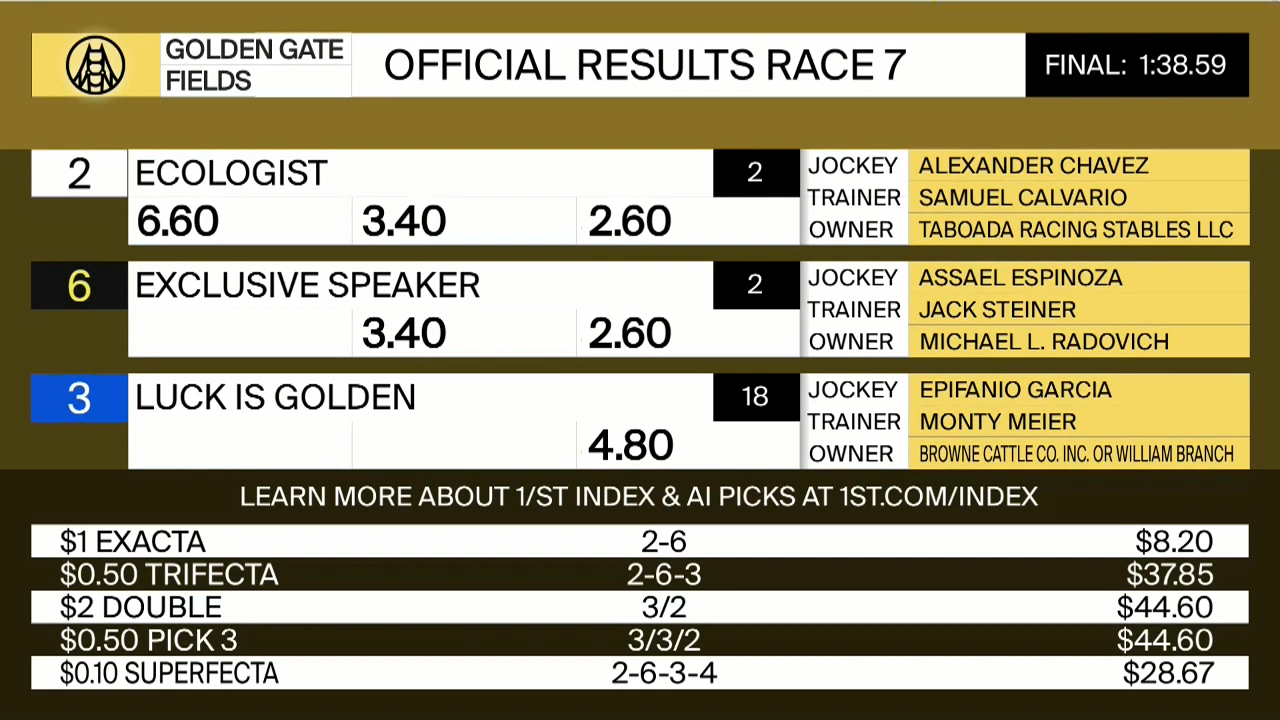 GOLDEN GATE
FIELDS
OFFICIAL RESULTS RACE 7
FINAL: 1:38.59
2 ECOLOGIST 2 JOCKEY ALEXANDER CHAVEZ
TRAINER SAMUEL CALVARIO
6.60 3.40 2.60 OWNER TABOADA RACING STABLES LLC
6 EXCLUSIVE SPEAKER 2 JOCKEY ASSAEL ESPINOZA
TRAINER JACK STEINER
3.40 2.60 OWNER MICHAEL L. RADOVICH
3 LUCK IS GOLDEN 18 JOCKEY EPIFANIO GARCIA
TRAINER MONTY MEIER
4.80 OWNER BROWNE CATTLE CO. INC. OR WILLIAM BRANCH
LEARN MORE ABOUT 1/ST INDEX & AI PICKS AT 1ST.COM/INDEX
$1 EXACTA 2-6 $8.20
$0.50 TRIFECTA 2-6-3 $37.85
$2 DOUBLE 3/2 $44.60
$0.50 PICK 3 3/3/2 $44.60
$0.10 SUPERFECTA 2-6-3-4 $28.67